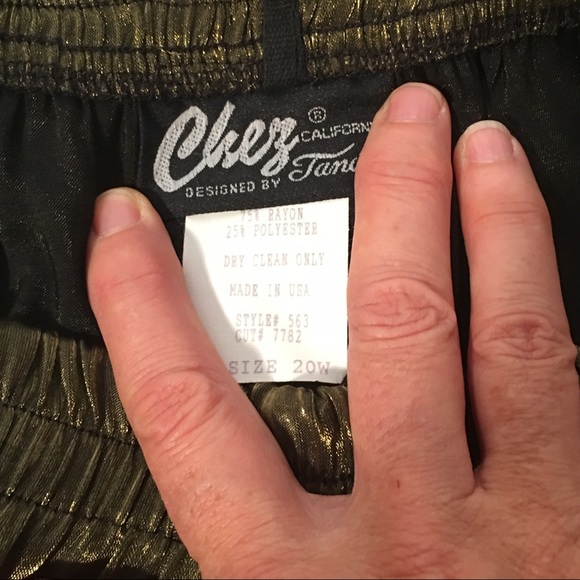 Chez ®
CALIFORN
DESIGNED BY
75% RAYON
25% POLYESTER
DRY CLEAN ONLY
MADE IN USA
STYLE# 563
CUT# 7782
SIZE 20W